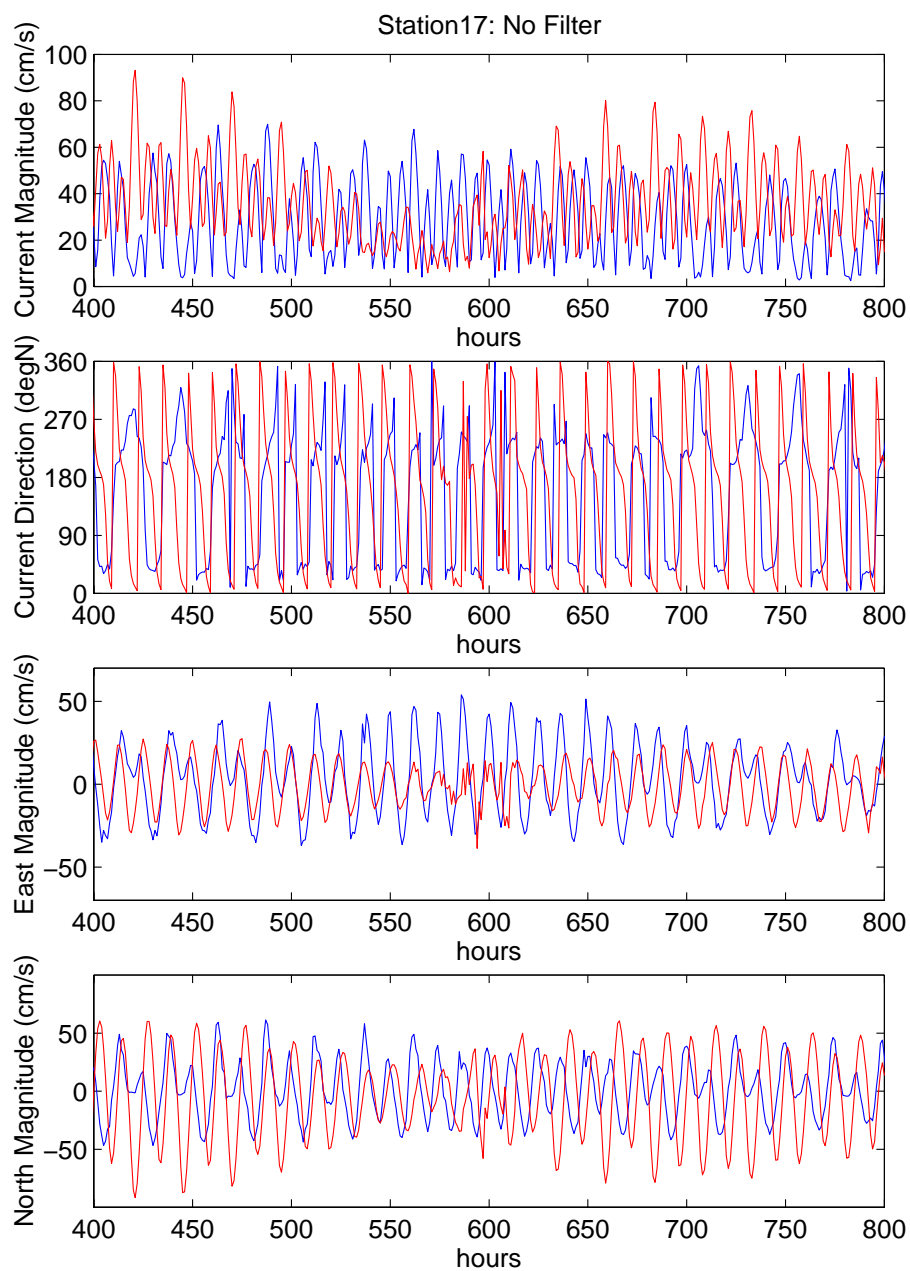 Station17: No Filter
Current Magnitude (cm/s)
100
80
60
40
20
0
400 450 500 550 600 650 700 750 800
hours
Current Direction (degN)
360
270
180
90
0
400 450 500 550 600 650 700 750 800
hours
East Magnitude (cm/s)
50
0
−50
400 450 500 550 600 650 700 750 800
hours
North Magnitude (cm/s)
50
0
−50
400 450 500 550 600 650 700 750 800
hours